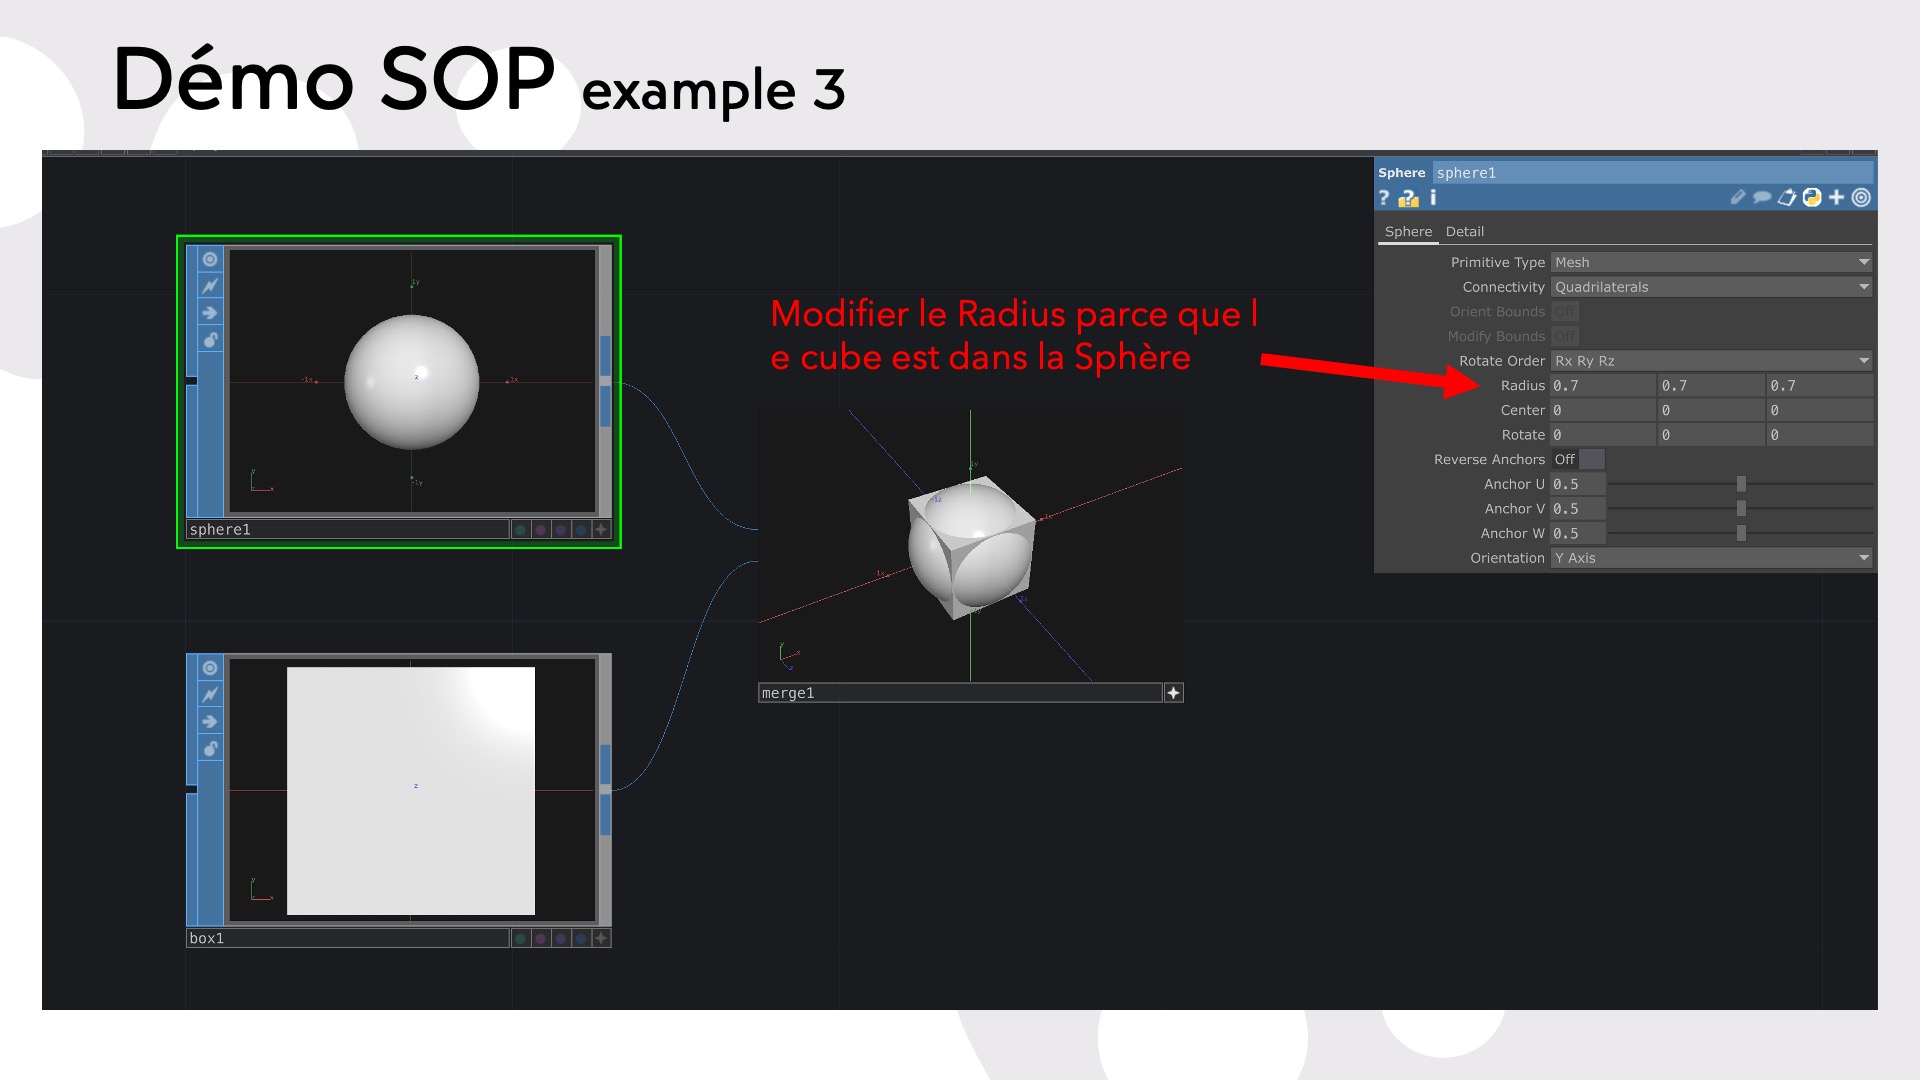 Démo SOP example 3
Sphere sphere1
? ? i
Sphere Detail
Primitive Type Mesh
Connectivity Quadrilaterals
Orient Bounds Off
Modify Bounds Off
Rotate Order Rx Ry Rz
Radius 0.7 0.7 0.7
Center 0 0 0
Rotate 0 0 0
Reverse Anchors Off
Anchor U 0.5
Anchor V 0.5
Anchor W 0.5
Orientation Y Axis
Modifier le Radius parce que l
e cube est dans la Sphère
sphere1
merge1
box1